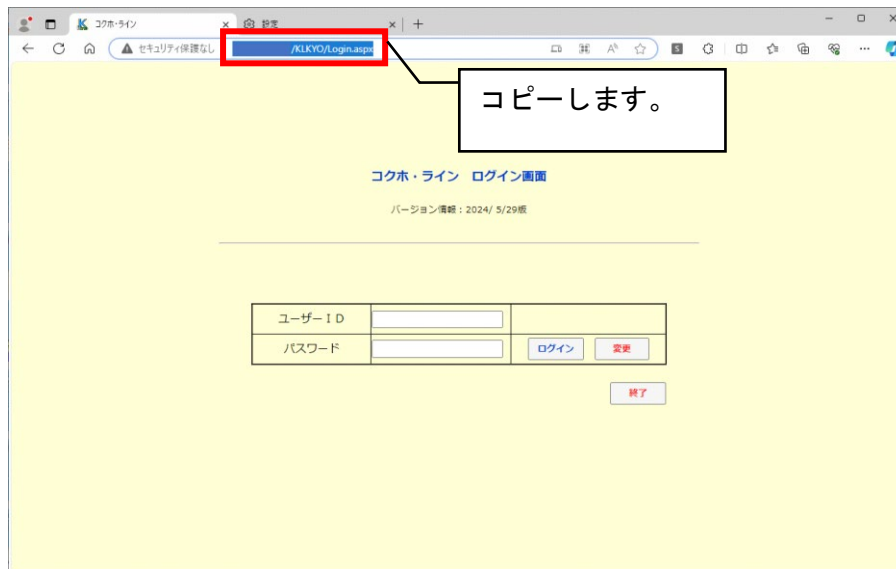 コクホ・ライン
設定
セキュリティ保護なし
/KLKYO/Login.aspx
コピーします。
コクホ・ライン ログイン画面
バージョン情報：2024/ 5/29版
ユーザーＩＤ
パスワード
ログイン
変更
終了